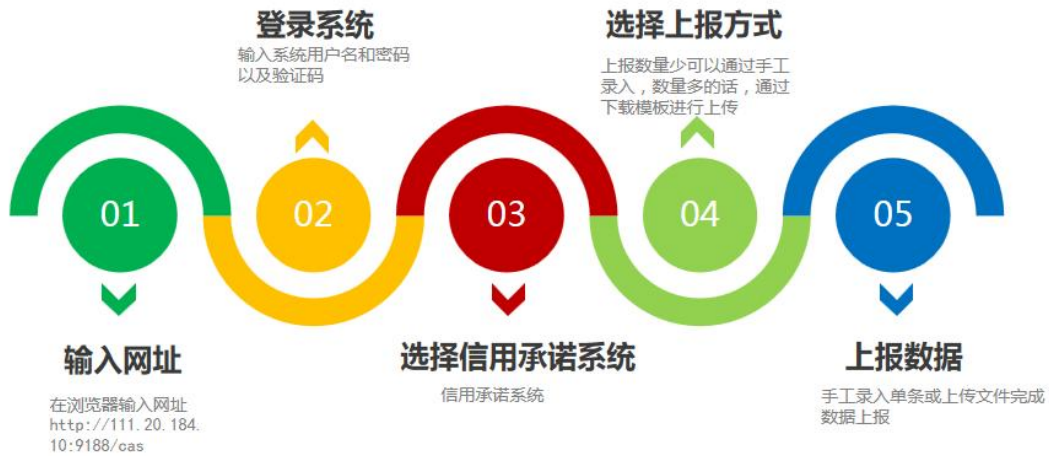 登录系统
输入系统用户名和密码
以及验证码
选择上报方式
上报数量少可以通过手工
录入，数量多的话，通过
下载模板进行上传
01
02
03
04
05
输入网址
在浏览器输入网址
http://111.20.184.
10:9188/cas
选择信用承诺系统
信用承诺系统
上报数据
手工录入单条或上传文件完成
数据上报